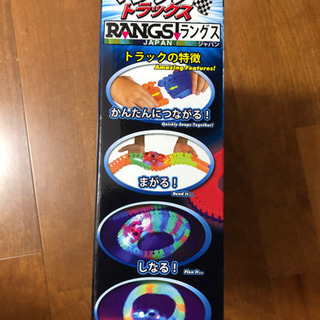 トラックス
RANGS ラングス
JAPAN ジャパン
トラックの特徴
Amazing Features!
かんたんにつながる！
Quickly Snaps Together!
まがる！
Bend it...
しなる！
Flex it...